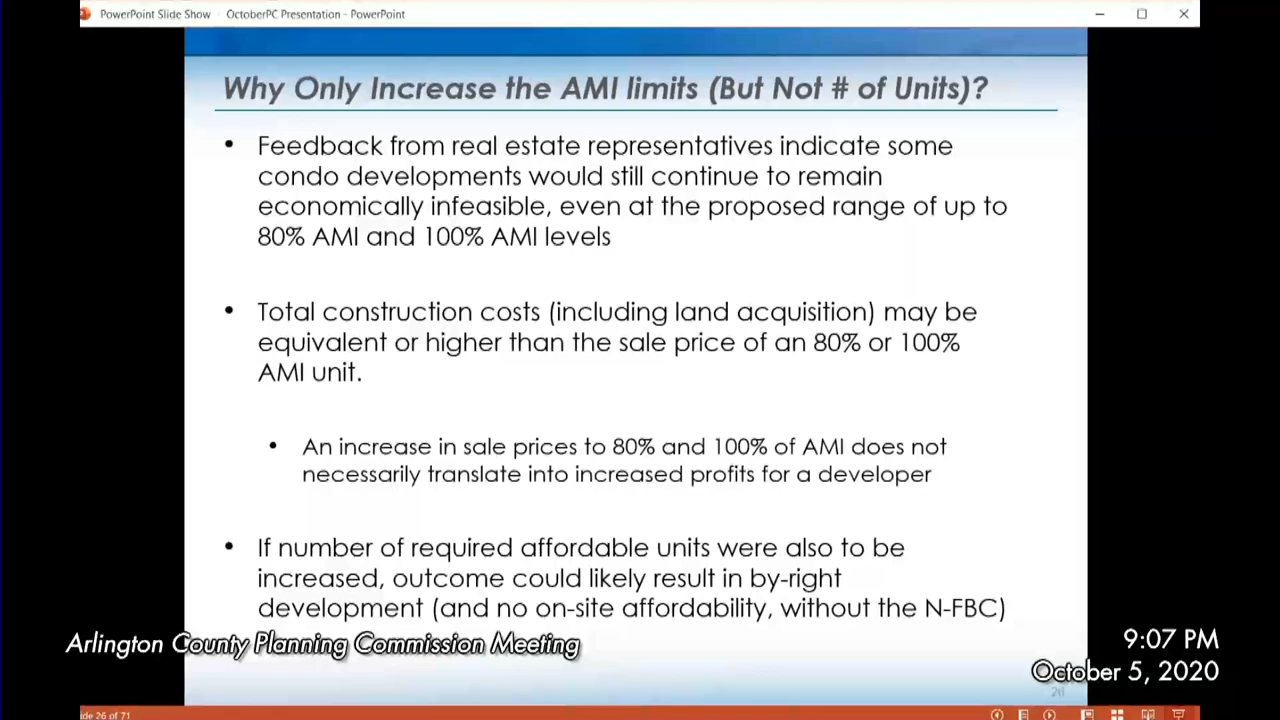 PowerPoint Slide Show - OctoberPC Presentation - PowerPoint
Why Only Increase the AMI limits (But Not # of Units)?
• Feedback from real estate representatives indicate some
condo developments would still continue to remain
economically infeasible, even at the proposed range of up to
80% AMI and 100% AMI levels
• Total construction costs (including land acquisition) may be
equivalent or higher than the sale price of an 80% or 100%
AMI unit.
• An increase in sale prices to 80% and 100% of AMI does not
necessarily translate into increased profits for a developer
• If number of required affordable units were also to be
increased, outcome could likely result in by-right
development (and no on-site affordability, without the N-FBC)
Arlington County Planning Commission Meeting
9:07 PM
October 5, 2020
26
ide 26 of 71